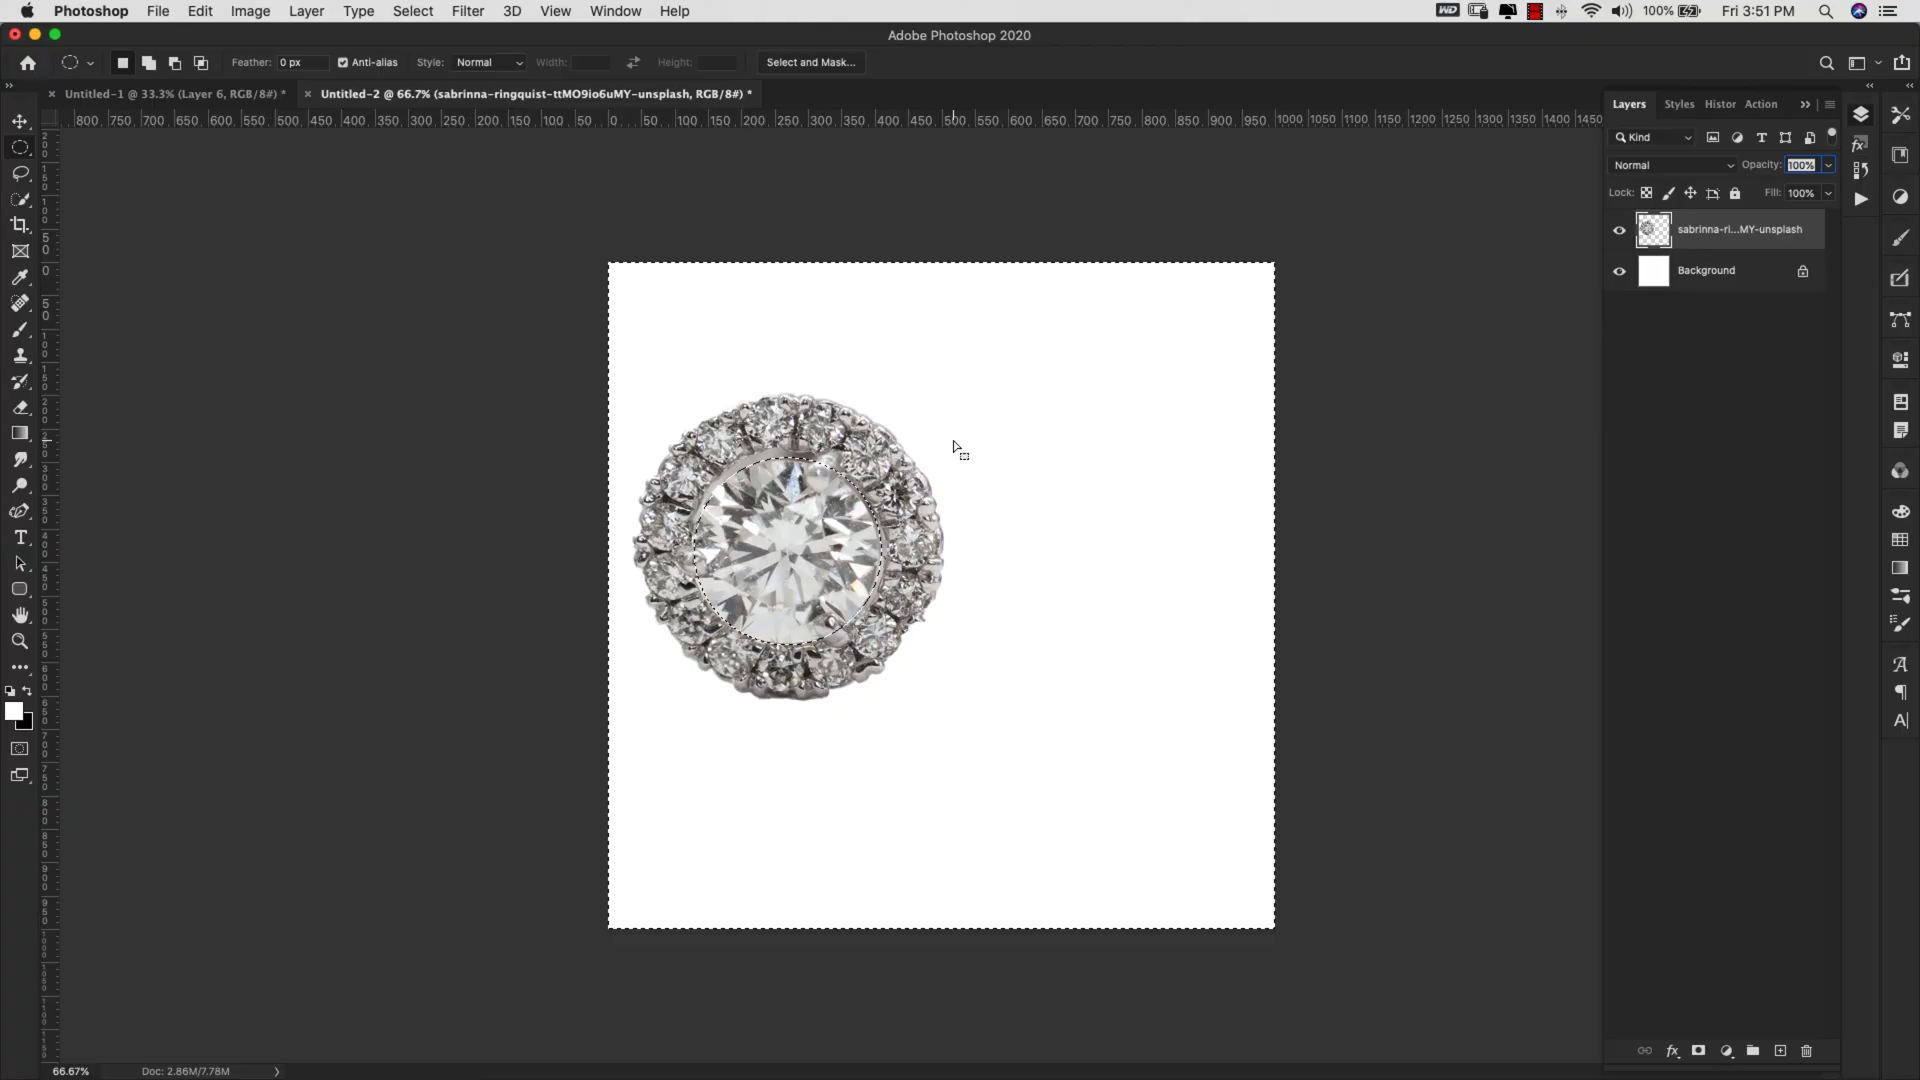 Photoshop File Edit Image Layer Type Select Filter 3D View Window Help WD 100% Fri 3:51 PM
Adobe Photoshop 2020
Feather: 0 px Anti-alias Style: Normal Width: Height: Select and Mask...
Untitled-1 @ 33.3% (Layer 6, RGB/8#) * Untitled-2 @ 66.7% (sabrinna-ringquist-ttMO9io6uMY-unsplash, RGB/8#) *
800 750 700 650 600 550 500 450 400 350 300 250 200 150 100 50 0 50 100 150 200 250 300 350 400 450 500 550 600 650 700 750 800 850 900 950 1000 1050 1100 1150 1200 1250 1300 1350 1400 1450
Layers Styles Histor Action
Kind
Normal Opacity: 100%
Lock: Fill: 100%
sabrinna-ri...MY-unsplash
Background
66.67% Doc: 2.86M/7.78M